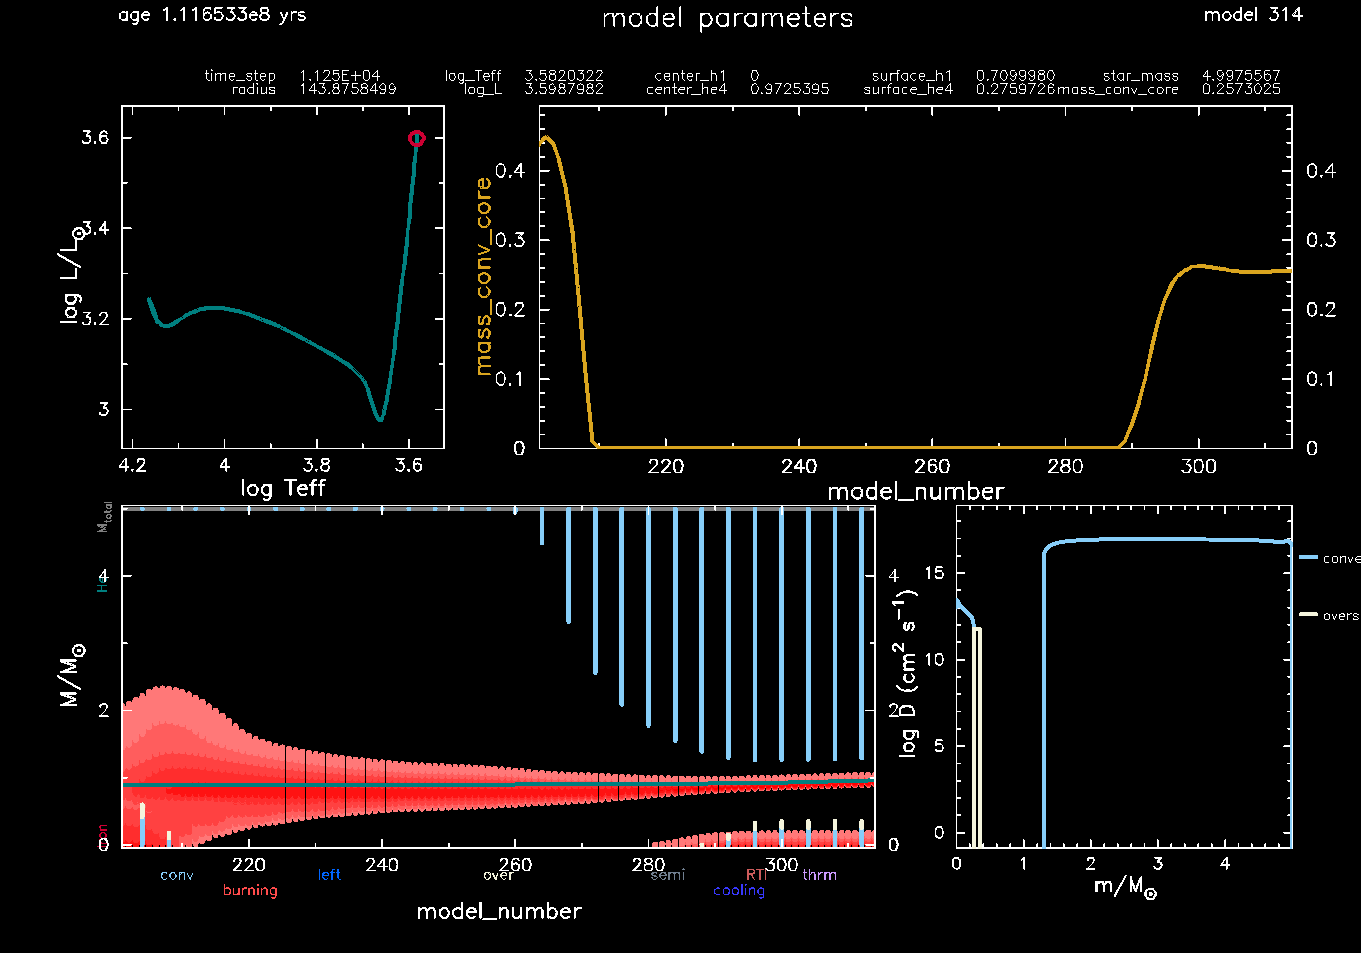 age 1.116533e8 yrs model parameters model 314
time_step 1.125E+04 log_Teff 3.5820322 center_h1 0 surface_h1 0.7099980 star_mass 4.9975567
radius 143.8758499 log_L 3.5987982 center_he4 0.9725395 surface_he4 0.2759726 mass_conv_core 0.2573025
log L/L⊙
3.6
3.4
3.2
3
4.2 4 3.8 3.6
log Teff
mass_conv_core
0.4 0.4
0.3 0.3
0.2 0.2
0.1 0.1
0 0
220 240 260 280 300
model_number
Mtotal
He
M/M⊙
4 4
2 2
0 0
220 240 260 280 300
conv left over semi RTI thrm
burning cooling
model_number
log D (cm² s⁻¹)
15
10
5
0
0 1 2 3 4
m/M⊙
conve
overs